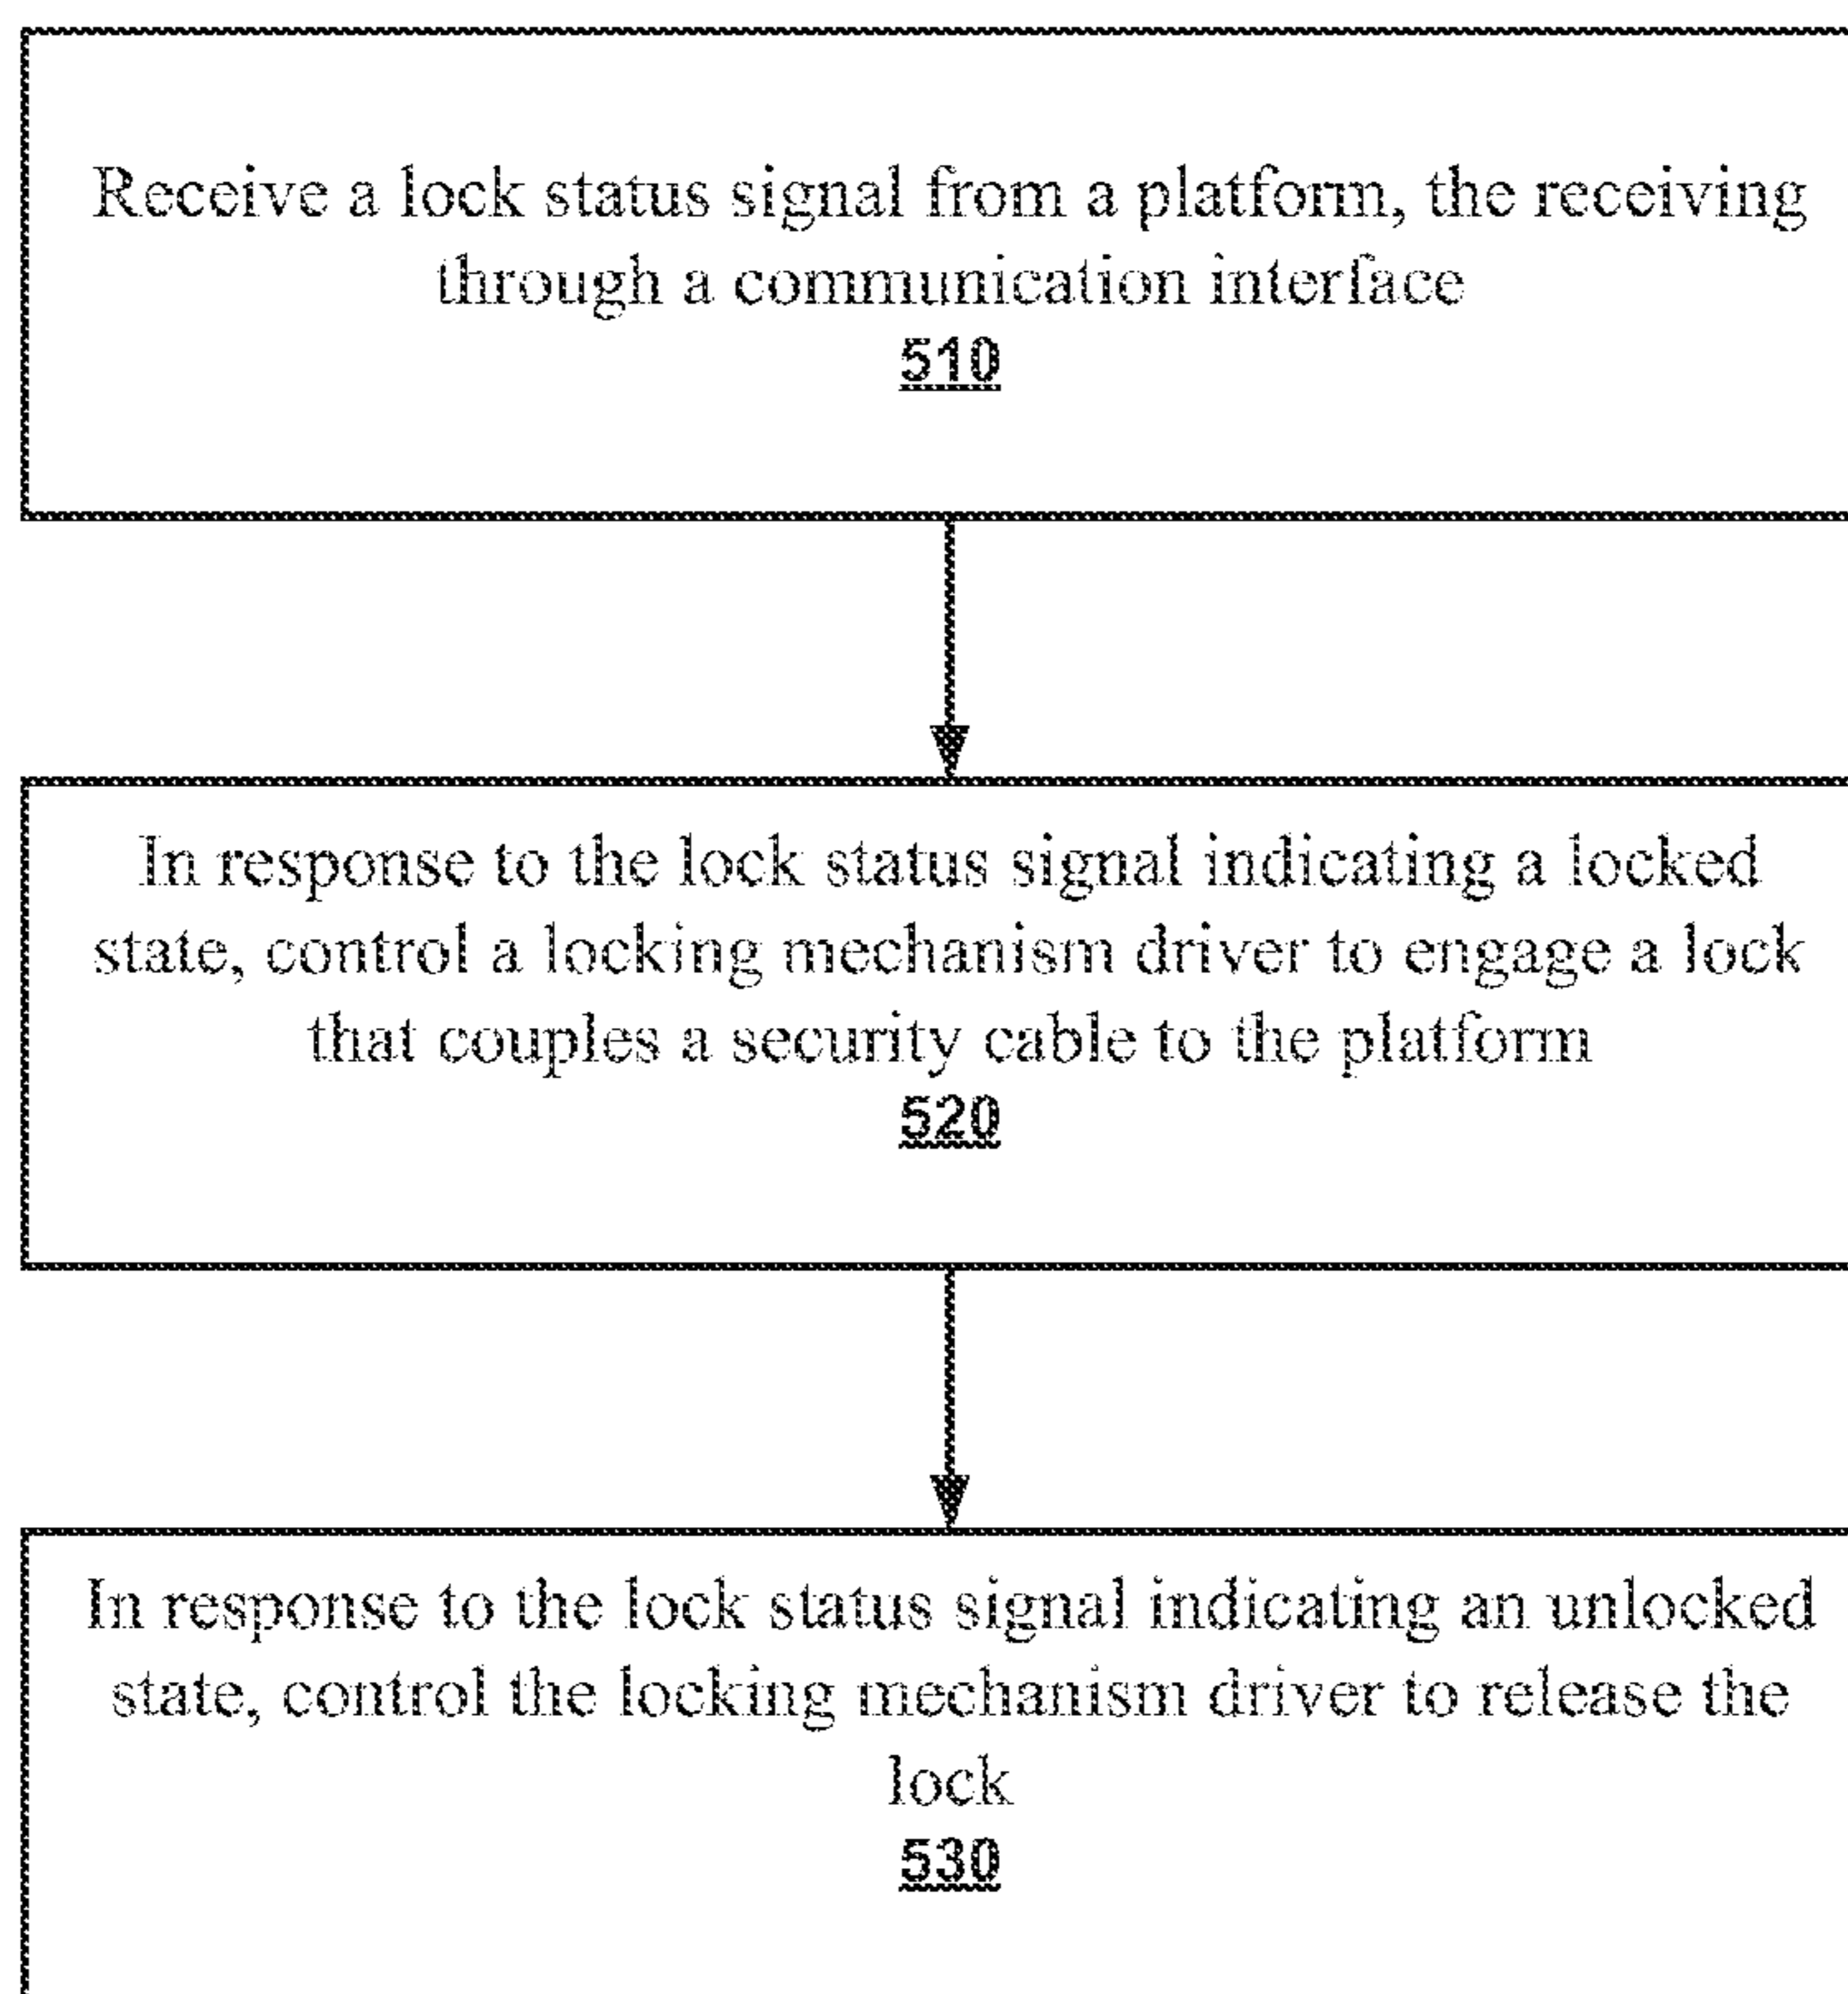 Receive a lock status signal from a platform, the receiving
through a communication interface
510
In response to the lock status signal indicating a locked
state, control a locking mechanism driver to engage a lock
that couples a security cable to the platform
520
In response to the lock status signal indicating an unlocked
state, control the locking mechanism driver to release the
lock
530